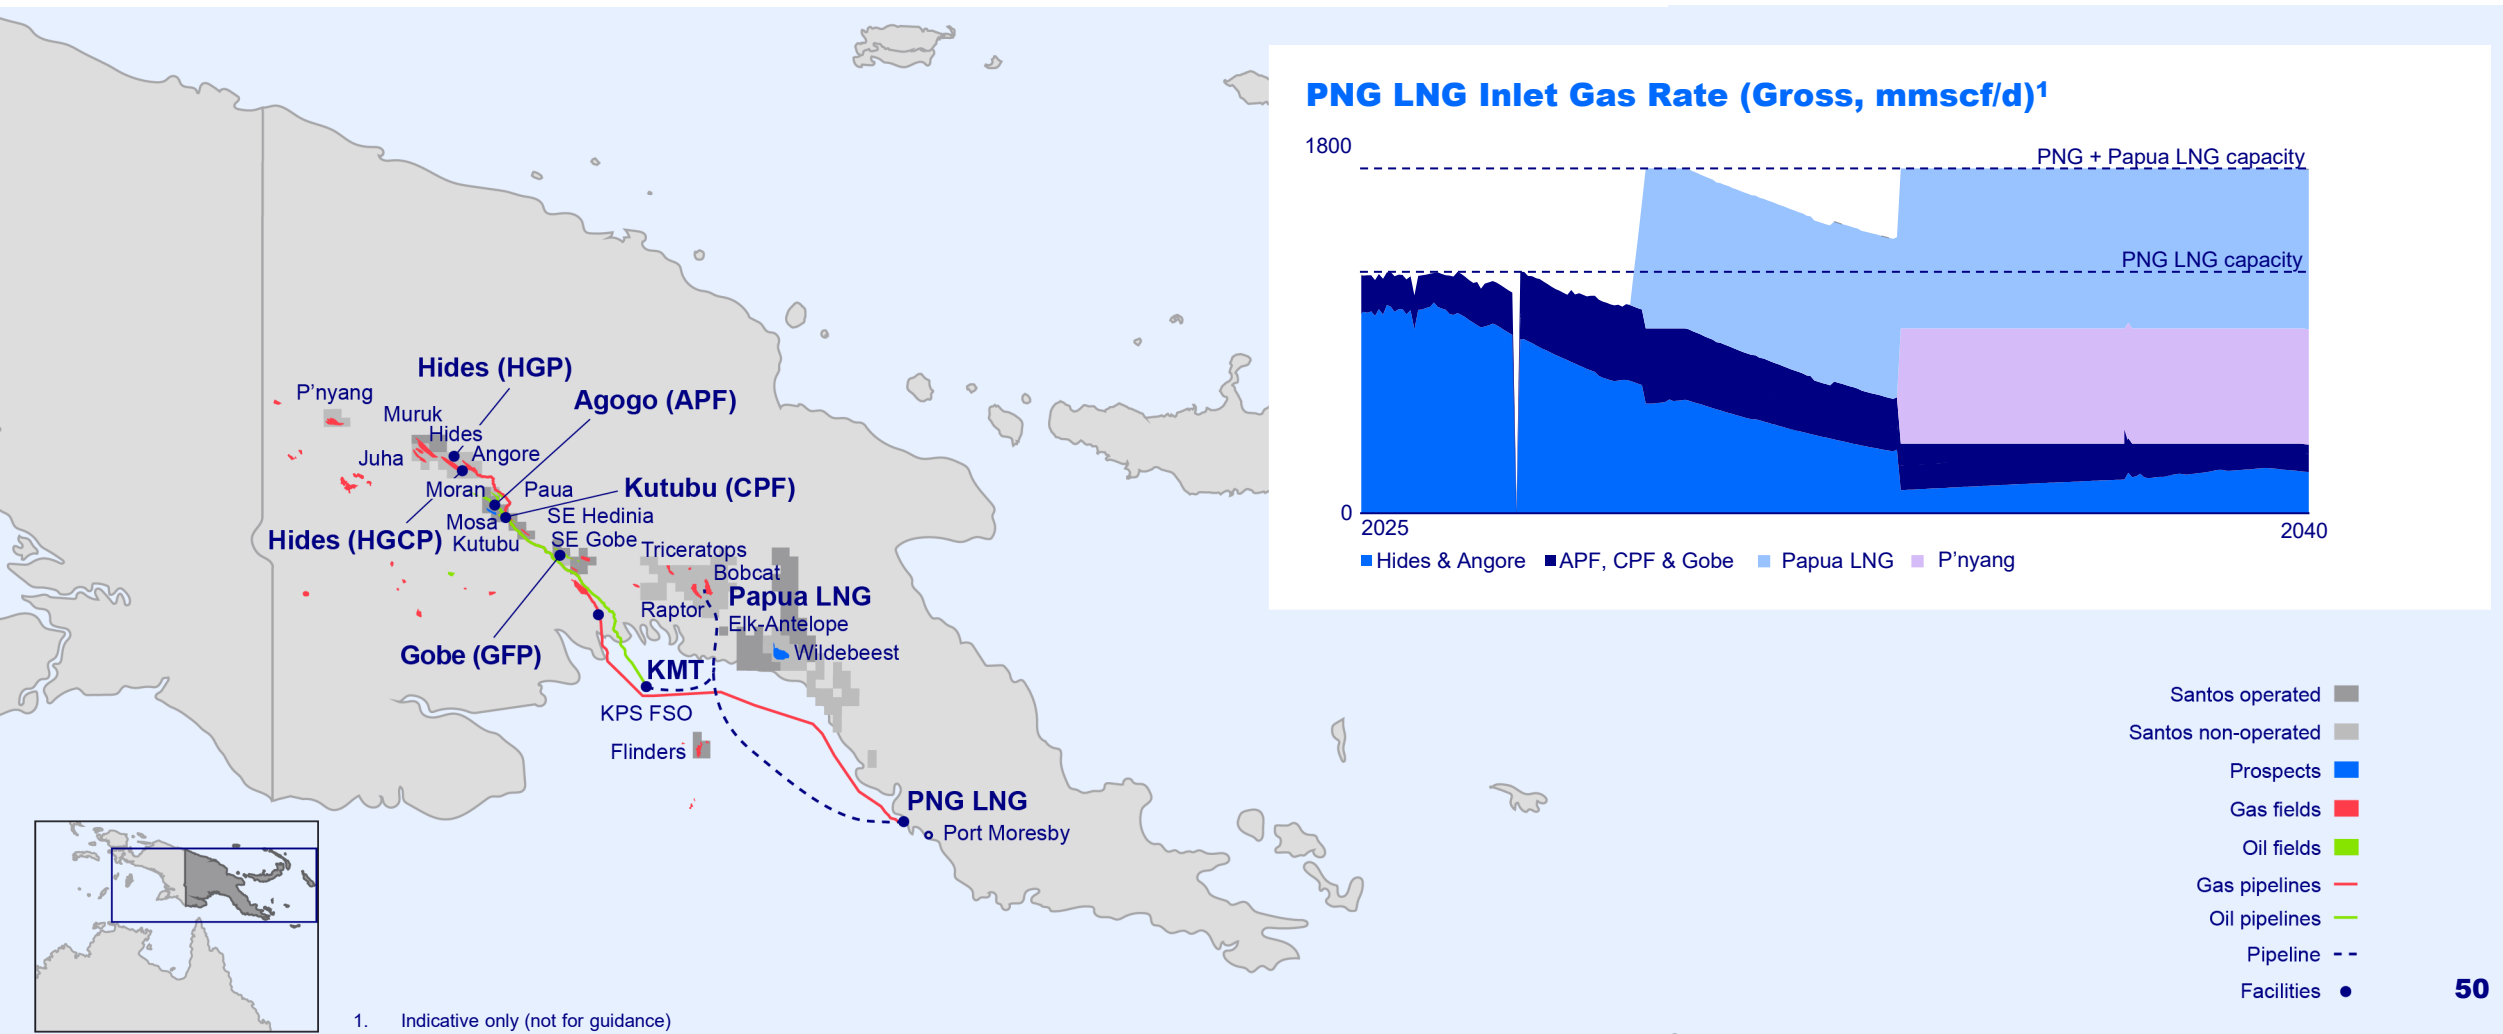 PNG LNG Inlet Gas Rate (Gross, mmscf/d)¹
1800
PNG + Papua LNG capacity
PNG LNG capacity
0
2025
2040
Hides & Angore
APF, CPF & Gobe
Papua LNG
P'nyang
Hides (HGP)
P'nyang
Agogo (APF)
Muruk
Hides
Juha
Angore
Moran
Paua
Kutubu (CPF)
Mosa
SE Hedinia
Hides (HGCP)
Kutubu
SE Gobe
Triceratops
Bobcat
Papua LNG
Raptor
Elk-Antelope
Gobe (GFP)
Wildebeest
KMT
KPS FSO
Flinders
PNG LNG
Port Moresby
Santos operated
Santos non-operated
Prospects
Gas fields
Oil fields
Gas pipelines
Oil pipelines
Pipeline
Facilities
50
1. Indicative only (not for guidance)